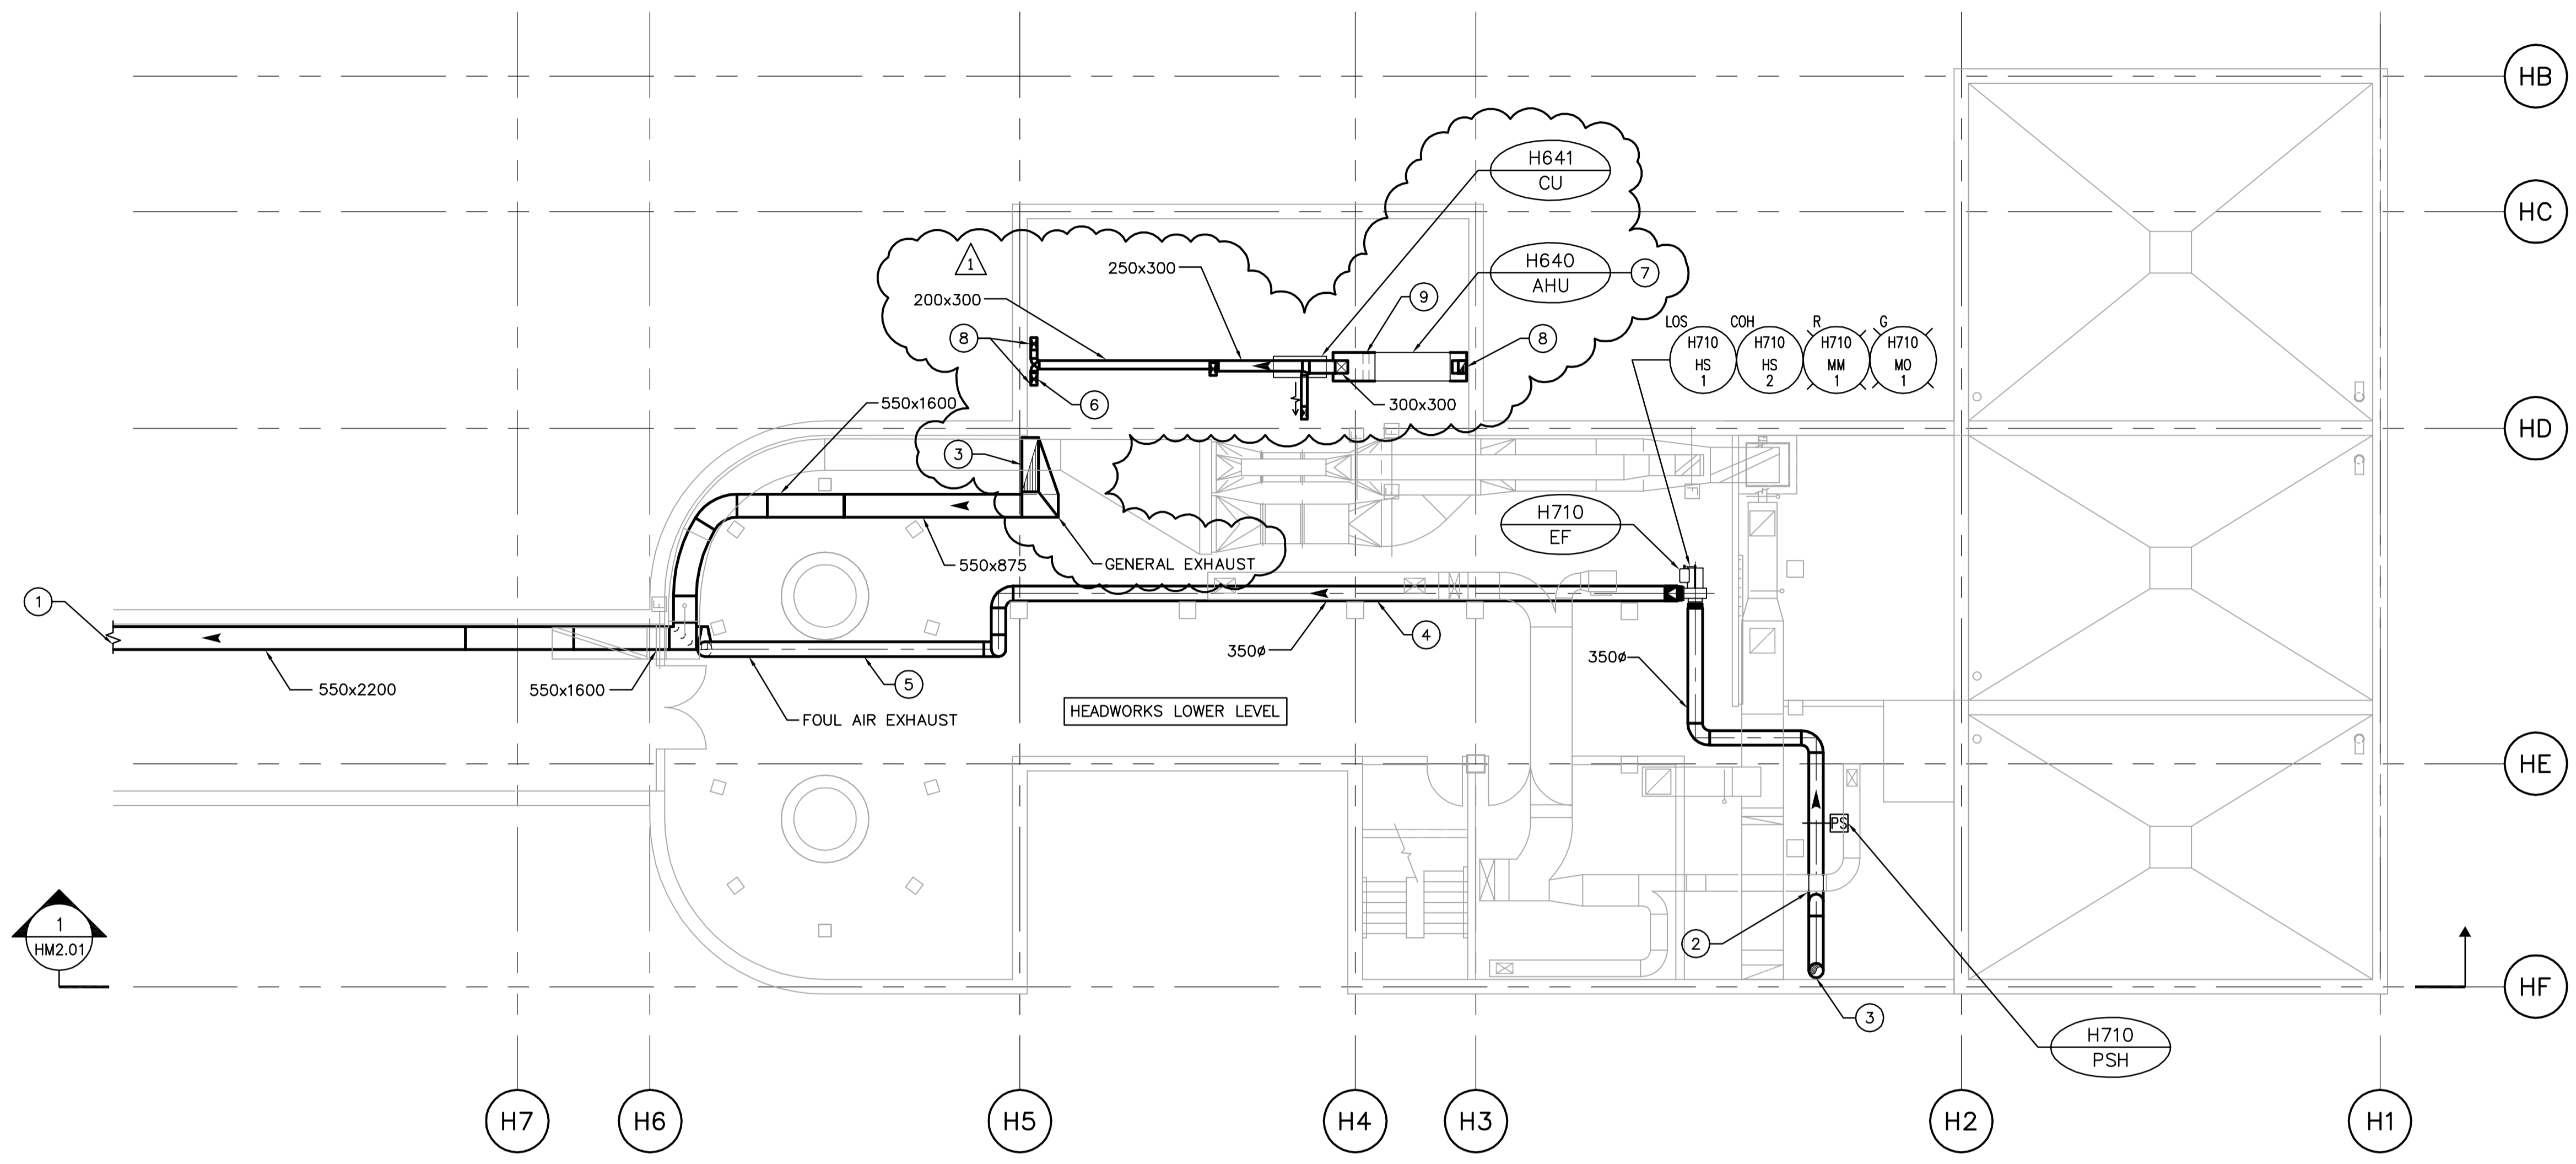 HB
H641
CU
HC
1
250x300
H640
AHU
7
200x300
9
LOS
COH
R
G
8
8
H710
HS
1
H710
HS
2
H710
MM
1
H710
MO
1
550x1600
6
300x300
HD
3
H710
EF
GENERAL EXHAUST
550x875
1
4
350ø
350ø
5
550x2200
550x1600
FOUL AIR EXHAUST
HEADWORKS LOWER LEVEL
HE
PS
1
HM2.01
2
HF
3
H710
PSH
H7
H6
H5
H4
H3
H2
H1